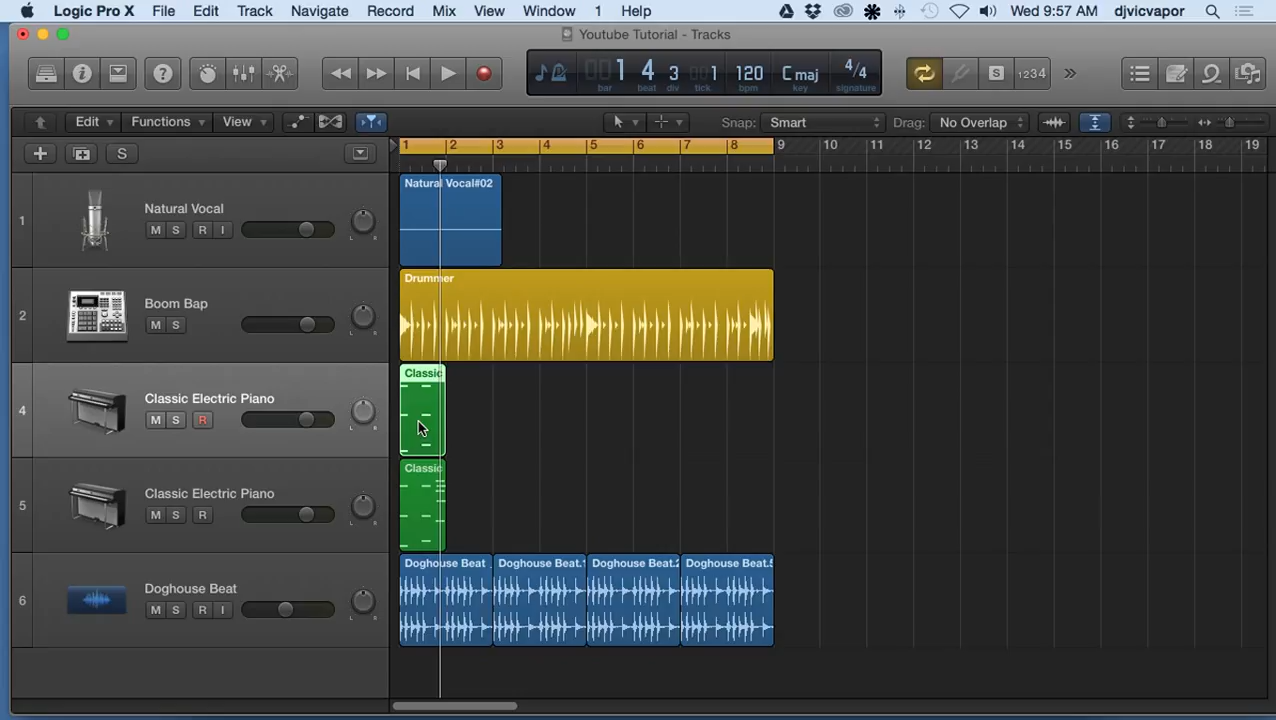 Logic Pro X File Edit Track Navigate Record Mix View Window 1 Help Wed 9:57 AM djvicvapor
Youtube Tutorial - Tracks
1 4 3 1 120 C maj 4/4
bar beat div tick bpm key signature
S 1234
Edit Functions View Snap: Smart Drag: No Overlap
S 1 2 3 4 5 6 7 8 9 10 11 12 13 14 15 16 17 18 19
1 Natural Vocal
M S R I
L R
Natural Vocal#02
2 Boom Bap
M S
L R
Drummer
4 Classic Electric Piano
M S R
L R
Classic
5 Classic Electric Piano
M S R
L R
Classic
6 Doghouse Beat
M S R I
L R
Doghouse Beat Doghouse Beat.1 Doghouse Beat.2 Doghouse Beat.5